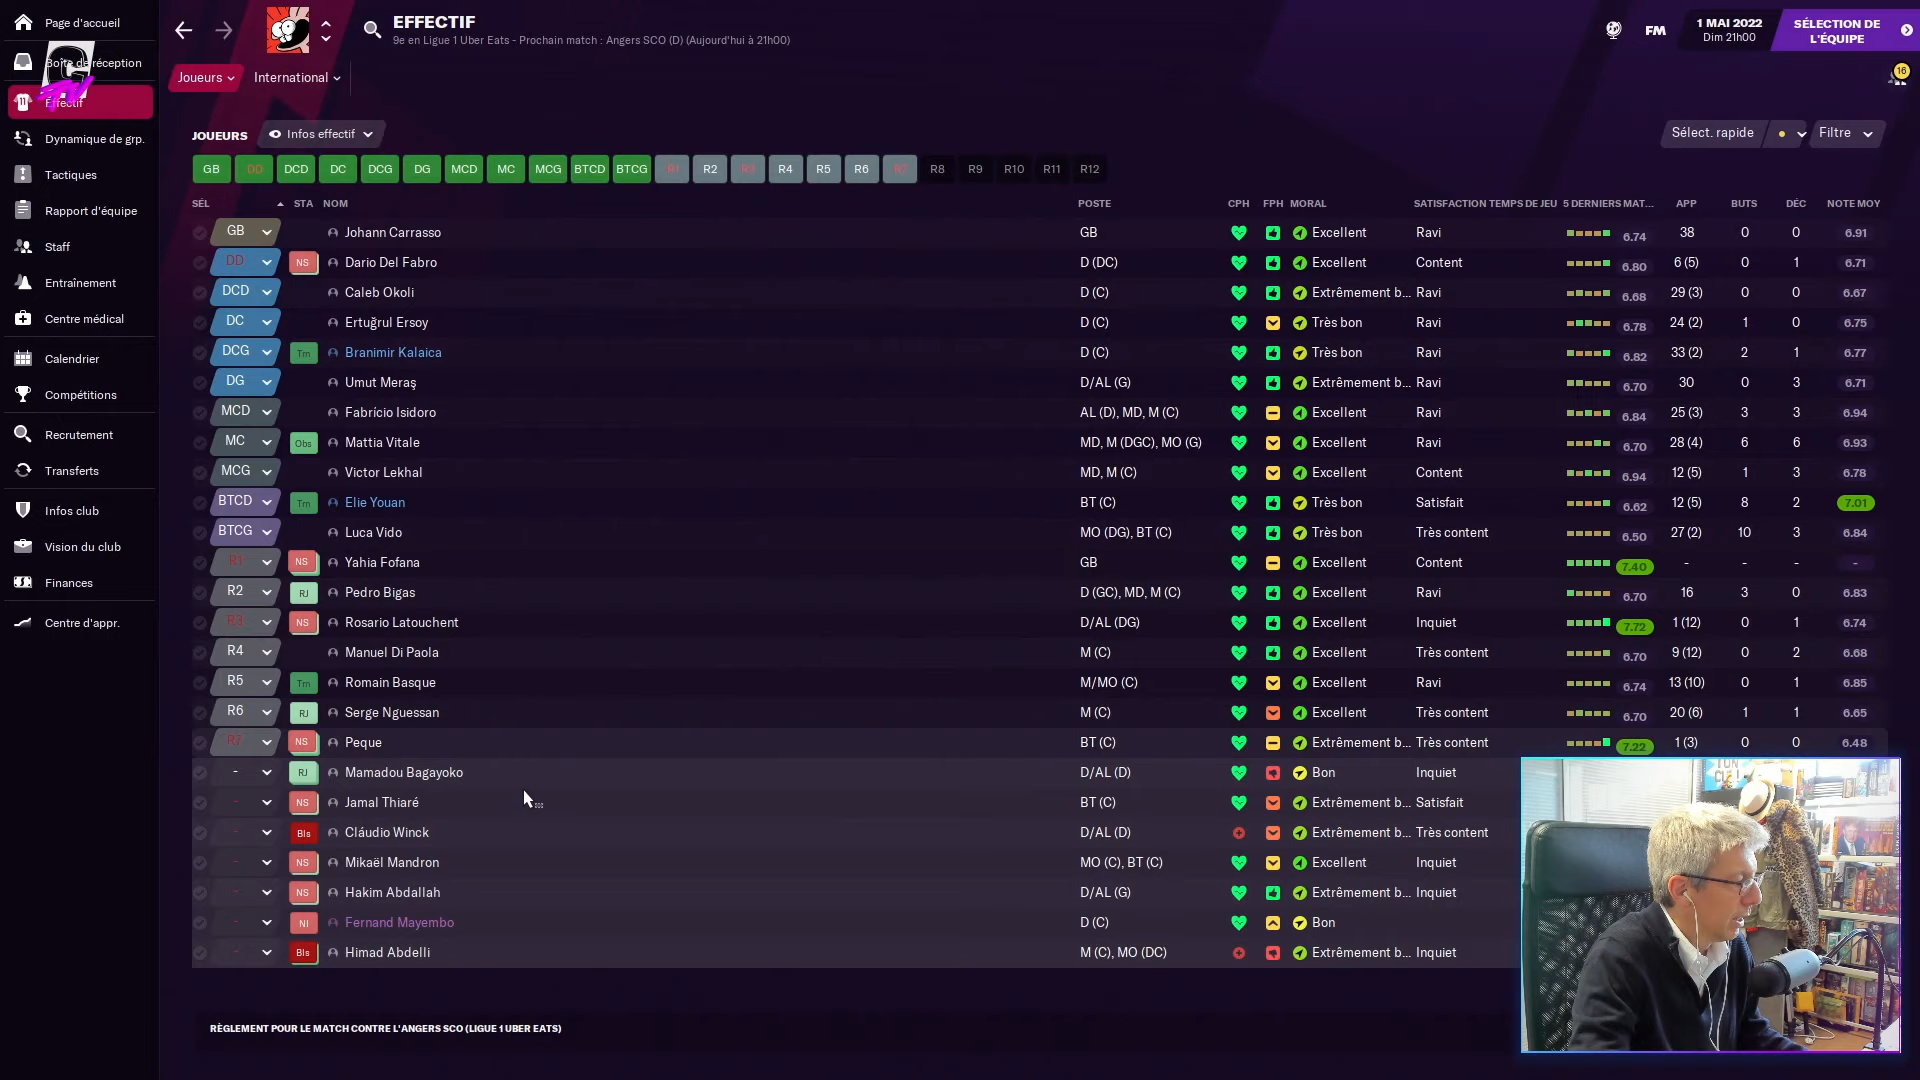 Page d'accueil
Boîte de réception
Effectif
Dynamique de grp.
Tactiques
Rapport d'équipe
Staff
Entraînement
Centre médical
Calendrier
Compétitions
Recrutement
Transferts
Infos club
Vision du club
Finances
Centre d'appr.
EFFECTIF
9e en Ligue 1 Uber Eats - Prochain match : Angers SCO (D) (Aujourd'hui à 21h00)
FM
1 MAI 2022
Dim 21h00
SÉLECTION DE L'ÉQUIPE
16
Joueurs International
JOUEURS Infos effectif
Sélect. rapide Filtre
GB DD DCD DC DCG DG MCD MC MCG BTCD BTCG R1 R2 R3 R4 R5 R6 R7 R8 R9 R10 R11 R12
SÉL STA NOM POSTE CPH FPH MORAL SATISFACTION TEMPS DE JEU 5 DERNIERS MAT... APP BUTS DÉC NOTE MOY
GB Johann Carrasso GB Excellent Ravi 6.74 38 0 0 6.91
DD NS Dario Del Fabro D (DC) Excellent Content 6.80 6 (5) 0 1 6.71
DCD Caleb Okoli D (C) Extrêmement b... Ravi 6.68 29 (3) 0 0 6.67
DC Ertuğrul Ersoy D (C) Très bon Ravi 6.78 24 (2) 1 0 6.75
DCG Trn Branimir Kalaica D (C) Très bon Ravi 6.82 33 (2) 2 1 6.77
DG Umut Meraş D/AL (G) Extrêmement b... Ravi 6.70 30 0 3 6.71
MCD Fabrício Isidoro AL (D), MD, M (C) Excellent Ravi 6.84 25 (3) 3 3 6.94
MC Obs Mattia Vitale MD, M (DGC), MO (G) Excellent Ravi 6.70 28 (4) 6 6 6.93
MCG Victor Lekhal MD, M (C) Excellent Content 6.94 12 (5) 1 3 6.78
BTCD Trn Elie Youan BT (C) Très bon Satisfait 6.62 12 (5) 8 2 7.01
BTCG Luca Vido MO (DG), BT (C) Très bon Très content 6.50 27 (2) 10 3 6.84
R1 NS Yahia Fofana GB Excellent Content 7.40 - - - -
R2 RJ Pedro Bigas D (GC), MD, M (C) Excellent Ravi 6.70 16 3 0 6.83
R3 NS Rosario Latouchent D/AL (DG) Excellent Inquiet 7.72 1 (12) 0 1 6.74
R4 Manuel Di Paola M (C) Excellent Très content 6.70 9 (12) 0 2 6.68
R5 Trn Romain Basque M/MO (C) Excellent Ravi 6.74 13 (10) 0 1 6.85
R6 RJ Serge Nguessan M (C) Excellent Très content 6.70 20 (6) 1 1 6.65
R7 NS Peque BT (C) Extrêmement b... Très content 7.22 1 (3) 0 0 6.48
- RJ Mamadou Bagayoko D/AL (D) Bon Inquiet
- NS Jamal Thiaré BT (C) Extrêmement b... Satisfait
- Bls Cláudio Winck D/AL (D) Extrêmement b... Très content
- NS Mikaël Mandron MO (C), BT (C) Excellent Inquiet
- NS Hakim Abdallah D/AL (G) Extrêmement b... Inquiet
- NI Fernand Mayembo D (C) Bon
- Bls Himad Abdelli M (C), MO (DC) Extrêmement b... Inquiet
RÈGLEMENT POUR LE MATCH CONTRE L'ANGERS SCO (LIGUE 1 UBER EATS)